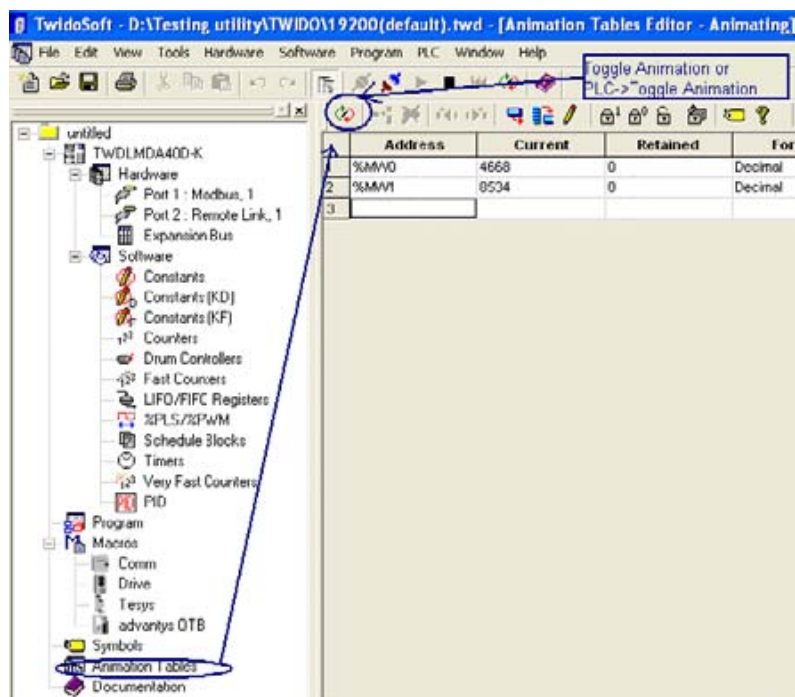 TwidoSoft - D:\Testing utility\TWIDO\19200(default).twd - [Animation Tables Editor - Animating]
File Edit View Tools Hardware Software Program PLC Window Help
Toggle Animation or
PLC->Toggle Animation
Address Current Retained For
1 %MW0 4668 0 Decimal
2 %MW1 8534 0 Decimal
3
untitled
TWDLMDA40D-K
Hardware
Port 1 : Modbus, 1
Port 2 : Remote Link, 1
Expansion Bus
Software
Constants
Constants (KD)
Constants (KF)
Counters
Drum Controllers
Fast Counters
LIFO/FIFO Registers
%PLS/%PWM
Schedule Blocks
Timers
Very Fast Counters
PID
Program
Macros
Comm
Drive
Tesys
advantys OTB
Symbols
Animation Tables
Documentation